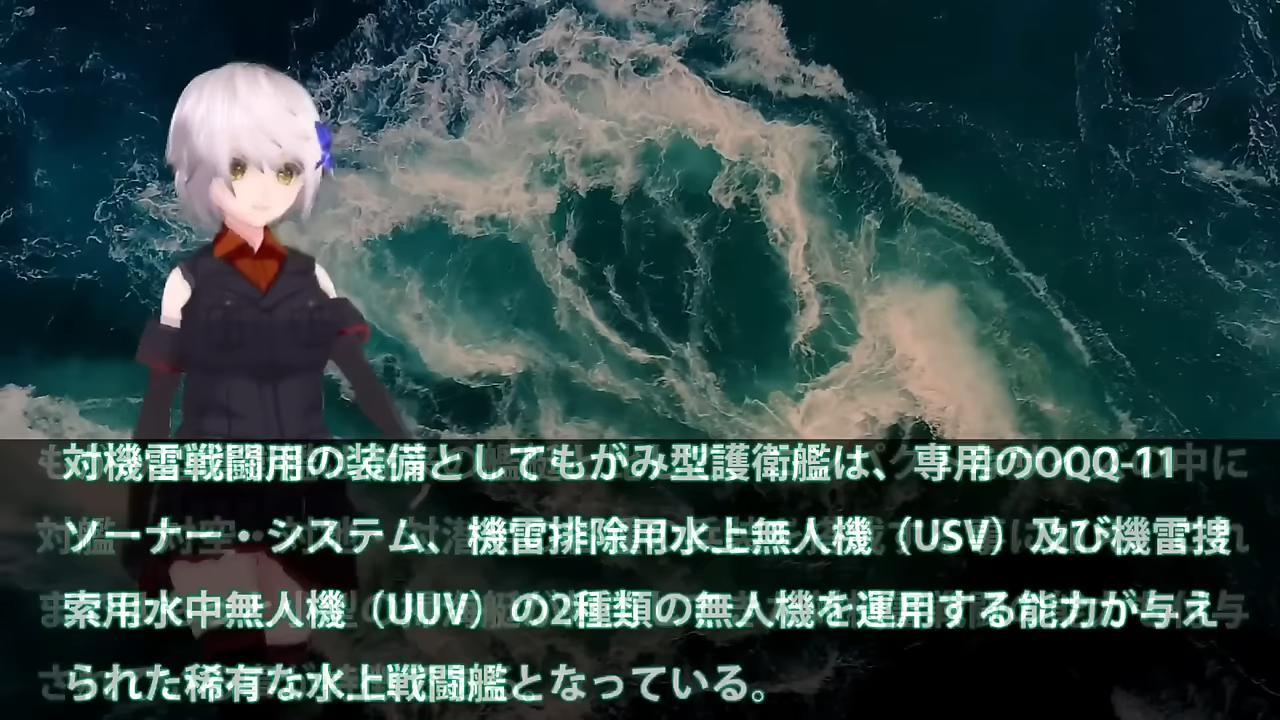 対機雷戦闘用の装備としてもがみ型護衛艦は、専用のOQQ-11
ソーナー・システム、機雷排除用水上無人機（USV）及び機雷捜
索用水中無人機（UUV）の2種類の無人機を運用する能力が与え
られた稀有な水上戦闘艦となっている。